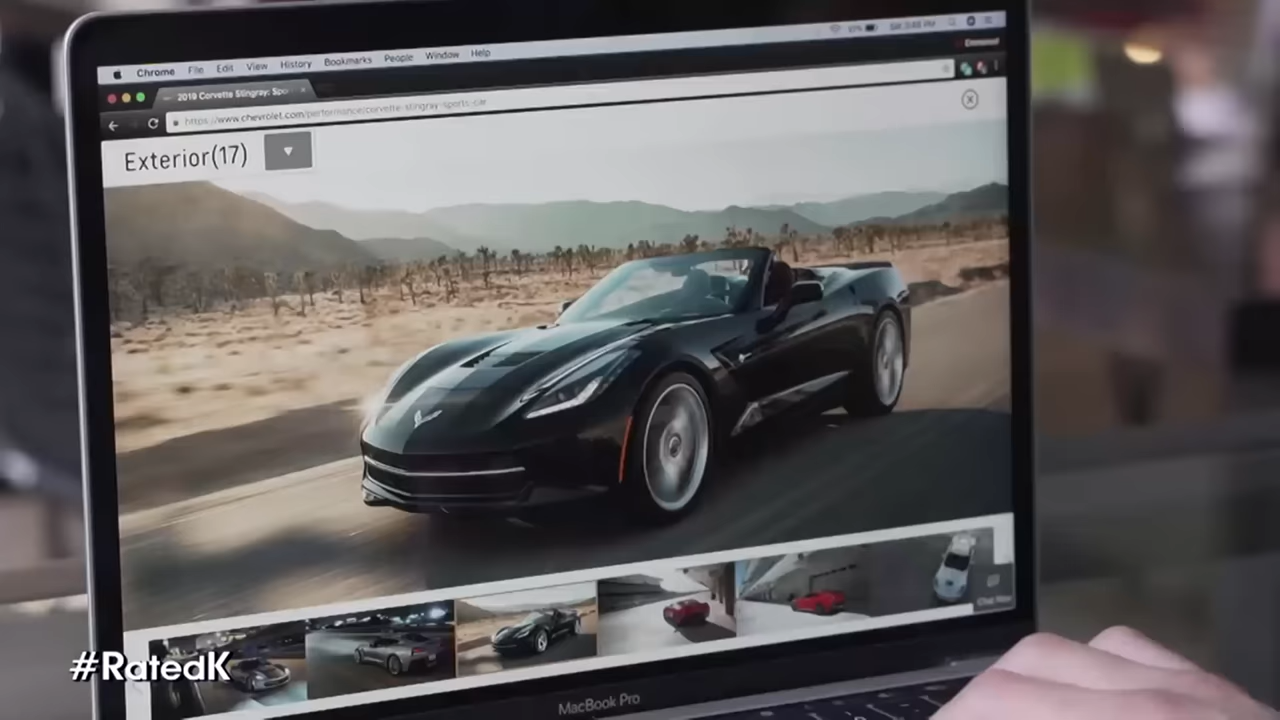 Chrome File Edit View History Bookmarks People Window Help
2019 Corvette Stingray: Spo
https://www.chevrolet.com/performance/corvette-stingray-sports-car
Exterior(17)
#RatedK
MacBook Pro